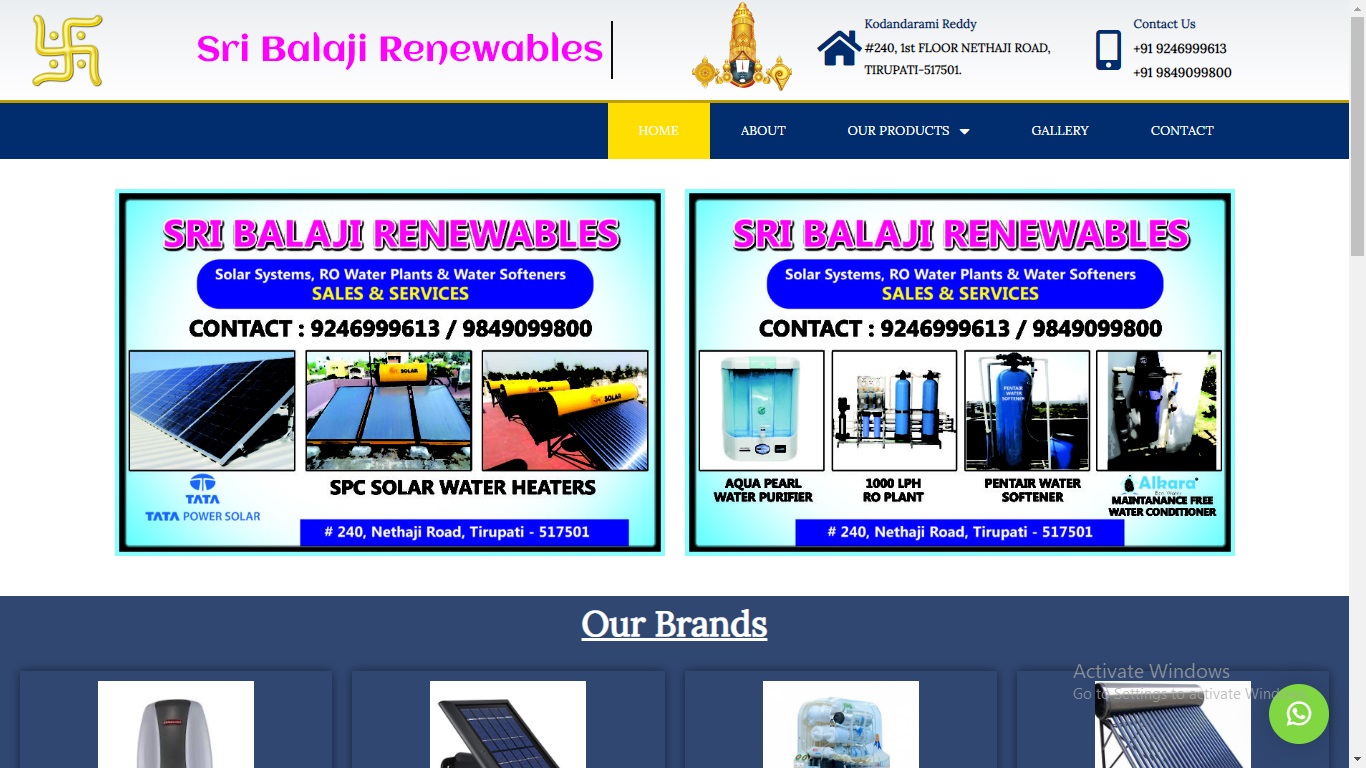 Sri Balaji Renewables
Kodandarami Reddy
#240, 1st FLOOR NETHAJI ROAD,
TIRUPATI-517501.
Contact Us
+91 9246999613
+91 9849099800
HOME
ABOUT
OUR PRODUCTS
GALLERY
CONTACT
SRI BALAJI RENEWABLES
Solar Systems, RO Water Plants & Water Softeners
SALES & SERVICES
CONTACT : 9246999613 / 9849099800
SOLAR
SOLAR
SOLAR
TATA
TATA POWER SOLAR
SPC SOLAR WATER HEATERS
# 240, Nethaji Road, Tirupati - 517501
SRI BALAJI RENEWABLES
Solar Systems, RO Water Plants & Water Softeners
SALES & SERVICES
CONTACT : 9246999613 / 9849099800
PENTAIR
WATER
SOFTENER
AQUA PEARL
WATER PURIFIER
1000 LPH
RO PLANT
PENTAIR WATER
SOFTENER
Alkara
MAINTANANCE FREE
WATER CONDITIONER
# 240, Nethaji Road, Tirupati - 517501
Our Brands
Activate Windows
Go to Settings to activate